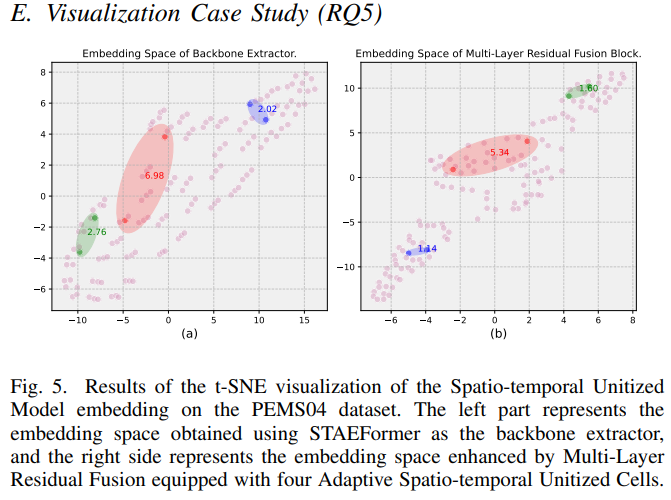 E. Visualization Case Study (RQ5)
Embedding Space of Backbone Extractor.
8
6
4
2
0
−2
−4
−6
2.02
6.98
2.76
−10 −5 0 5 10 15
(a)
Embedding Space of Multi-Layer Residual Fusion Block.
10
5
0
−5
−10
1.60
5.34
1.14
−6 −4 −2 0 2 4 6 8
(b)
Fig. 5. Results of the t-SNE visualization of the Spatio-temporal Unitized
Model embedding on the PEMS04 dataset. The left part represents the
embedding space obtained using STAEFormer as the backbone extractor,
and the right side represents the embedding space enhanced by Multi-Layer
Residual Fusion equipped with four Adaptive Spatio-temporal Unitized Cells.